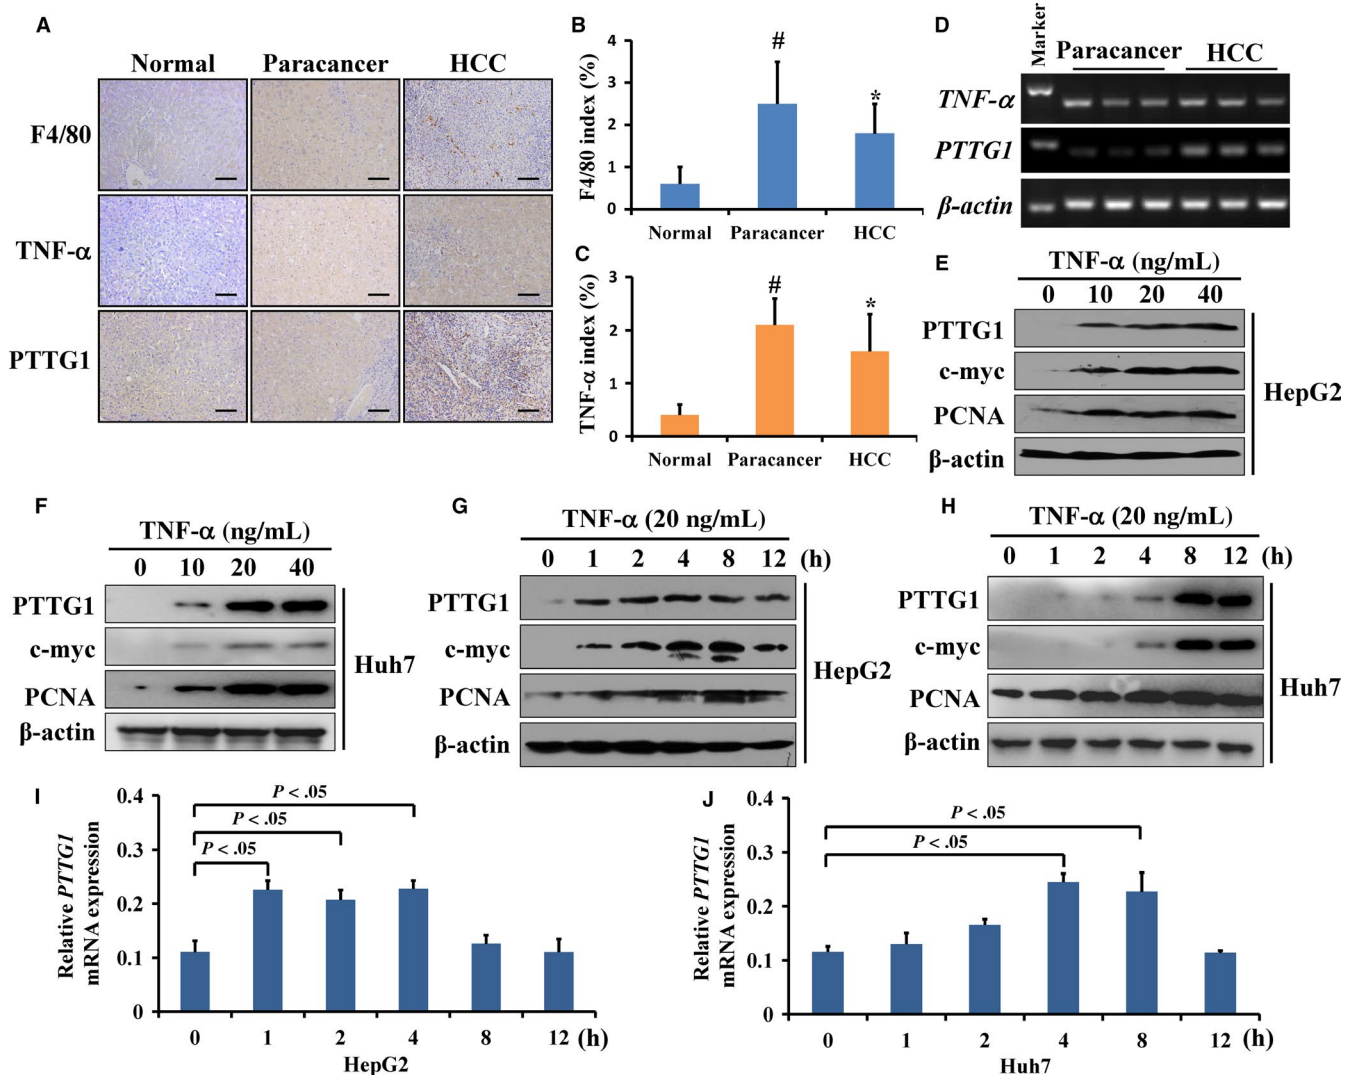 A
Normal Paracancer HCC
F4/80
TNF-α
PTTG1
B
F4/80 index (%)
4
3
2
1
0
#
*
Normal Paracancer HCC
C
TNF-α index (%)
3
2
1
0
#
*
Normal Paracancer HCC
D
Marker
Paracancer HCC
TNF-α
PTTG1
β-actin
E
TNF-α (ng/mL)
0 10 20 40
PTTG1
c-myc
PCNA
β-actin
HepG2
F
TNF-α (ng/mL)
0 10 20 40
PTTG1
c-myc
PCNA
β-actin
Huh7
G
TNF-α (20 ng/mL)
0 1 2 4 8 12 (h)
PTTG1
c-myc
PCNA
β-actin
HepG2
H
TNF-α (20 ng/mL)
0 1 2 4 8 12 (h)
PTTG1
c-myc
PCNA
β-actin
Huh7
I
Relative PTTG1
mRNA expression
0.4
0.3
0.2
0.1
0
P < .05
P < .05
P < .05
0 1 2 4 8 12 (h)
HepG2
J
Relative PTTG1
mRNA expression
0.4
0.3
0.2
0.1
0
P < .05
P < .05
0 1 2 4 8 12 (h)
Huh7